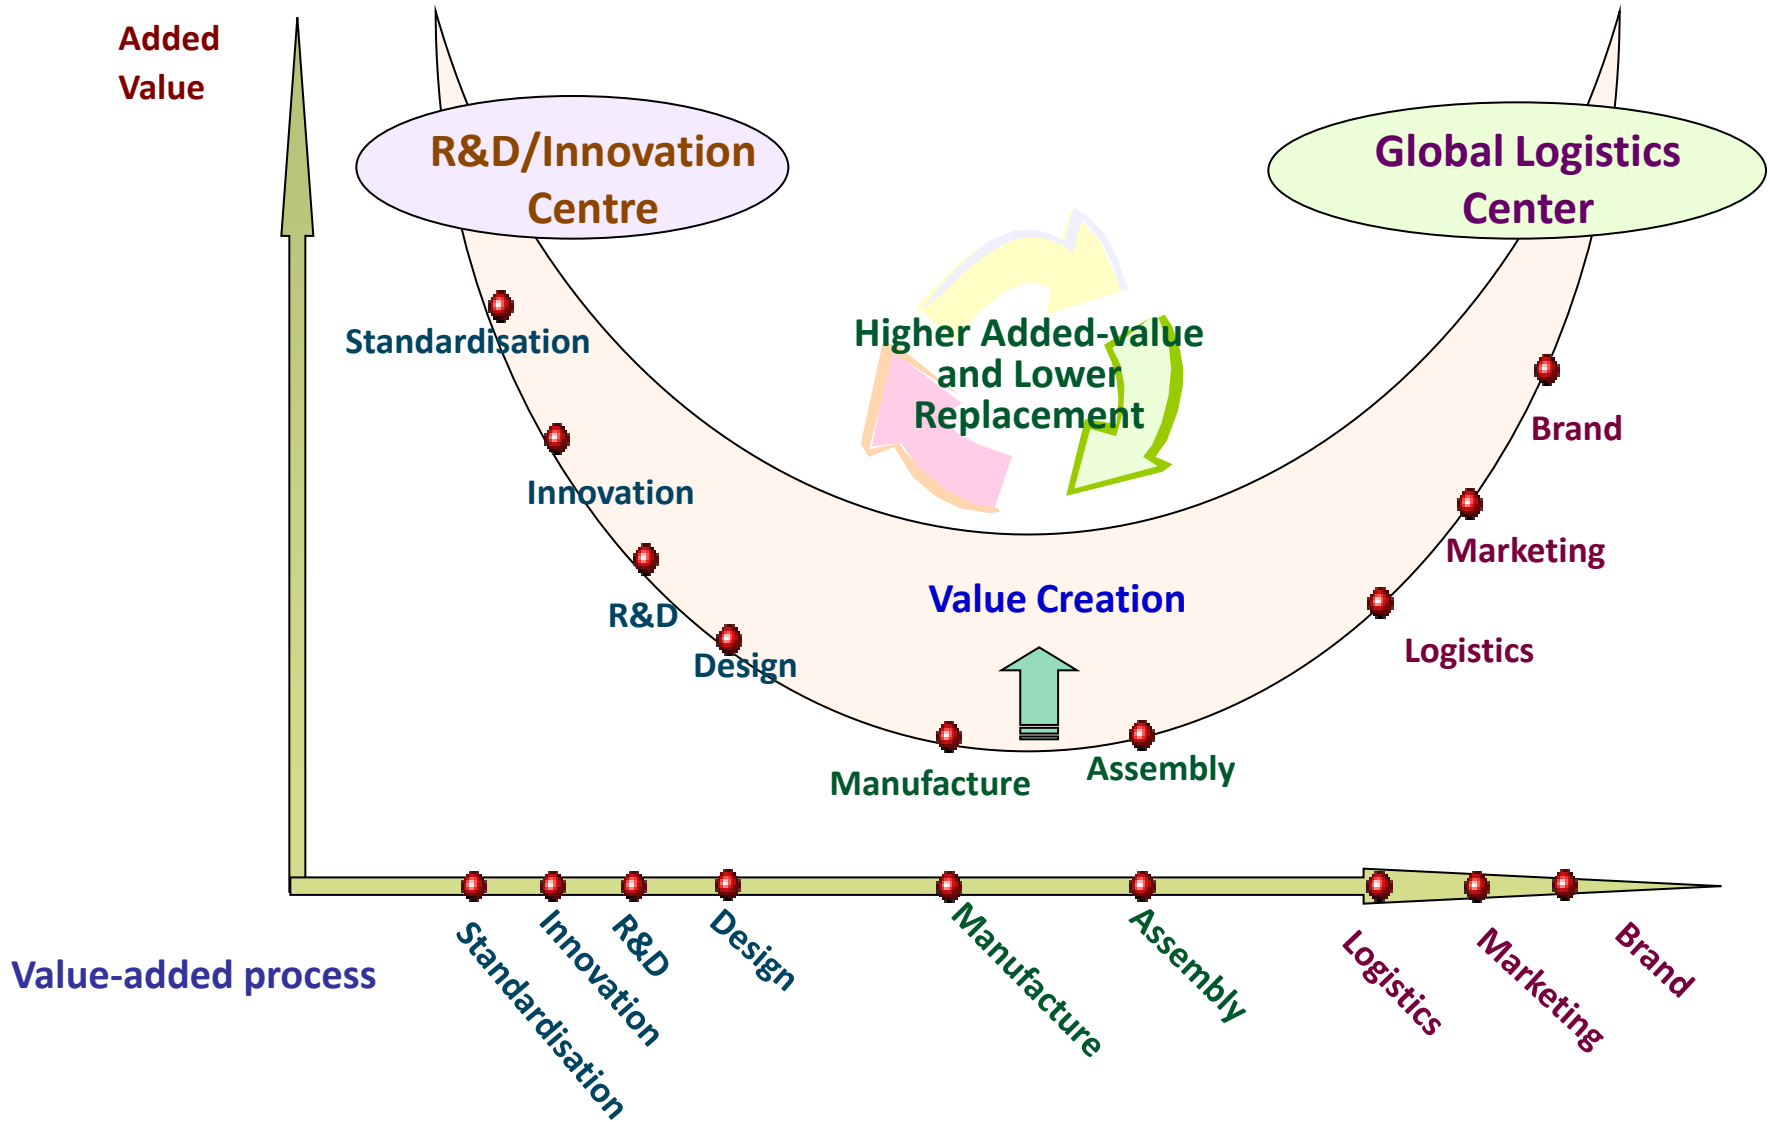 Added
Value
R&D/Innovation
Centre
Global Logistics
Center
Higher Added-value
and Lower
Replacement
Standardisation
Innovation
R&D
Design
Value Creation
Manufacture
Assembly
Brand
Marketing
Logistics
Value-added process
Standardisation
Innovation
R&D
Design
Manufacture
Assembly
Logistics
Marketing
Brand